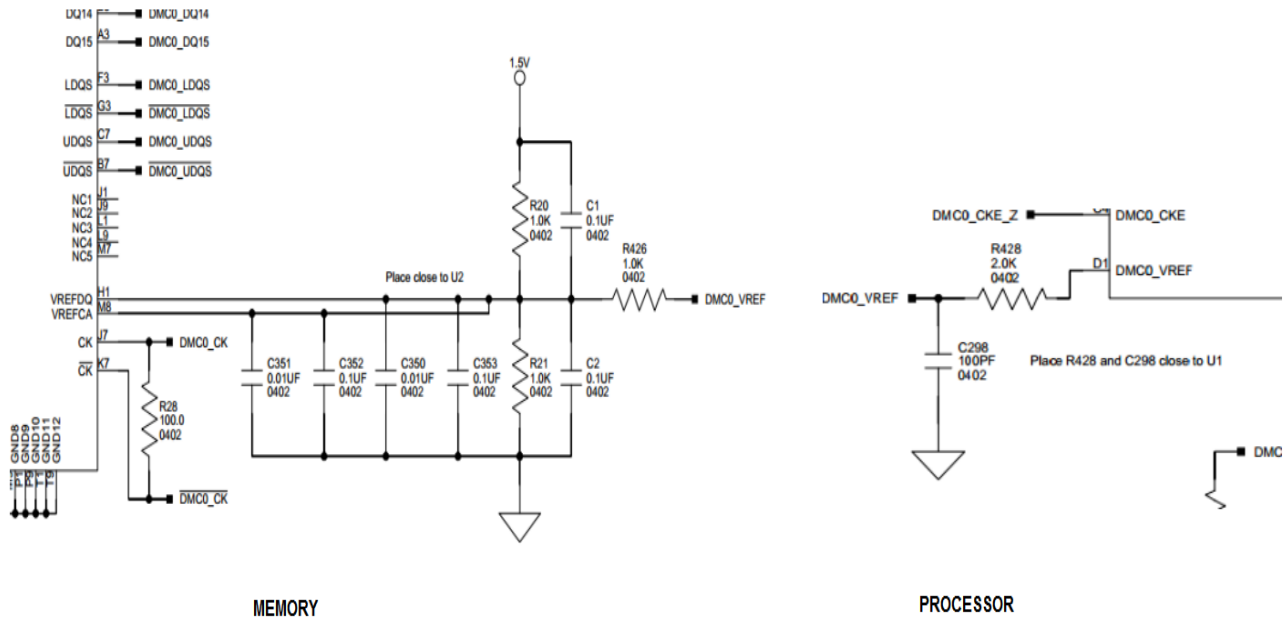 DQ14
DMC0_DQ14
DQ15
A3
DMC0_DQ15
LDQS
F3
DMC0_LDQS
LDQS
G3
DMC0_LDQS
UDQS
C7
DMC0_UDQS
UDQS
B7
DMC0_UDQS
NC1
J1
NC2
J9
NC3
L1
NC4
L9
NC5
M7
VREFDQ
H1
VREFCA
M8
CK
J7
DMC0_CK
CK
K7
R28
100.0
0402
DMC0_CK
GND8
GND9
GND10
GND11
GND12
P1
P9
T1
T9
1.5V
R20
1.0K
0402
C1
0.1UF
0402
Place close to U2
R426
1.0K
0402
DMC0_VREF
C351
0.01UF
0402
C352
0.1UF
0402
C350
0.01UF
0402
C353
0.1UF
0402
R21
1.0K
0402
C2
0.1UF
0402
MEMORY
DMC0_CKE_Z
DMC0_CKE
R428
2.0K
0402
D1
DMC0_VREF
DMC0_VREF
C298
100PF
0402
Place R428 and C298 close to U1
DMC
PROCESSOR